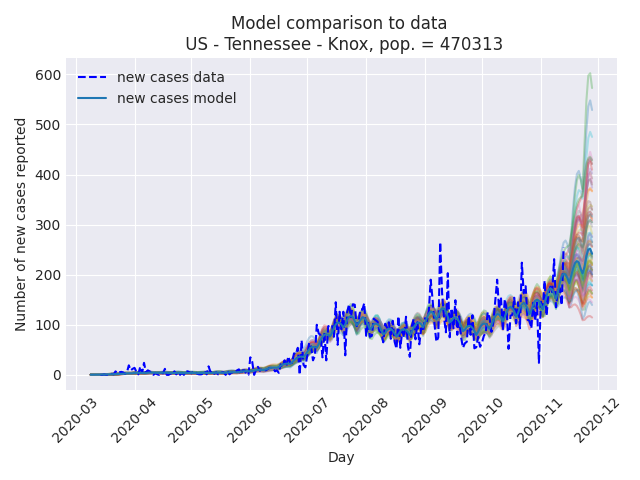 Model comparison to data
US - Tennessee - Knox, pop. = 470313
new cases data
new cases model
Number of new cases reported
600
500
400
300
200
100
0
2020-03
2020-04
2020-05
2020-06
2020-07
2020-08
2020-09
2020-10
2020-11
2020-12
Day